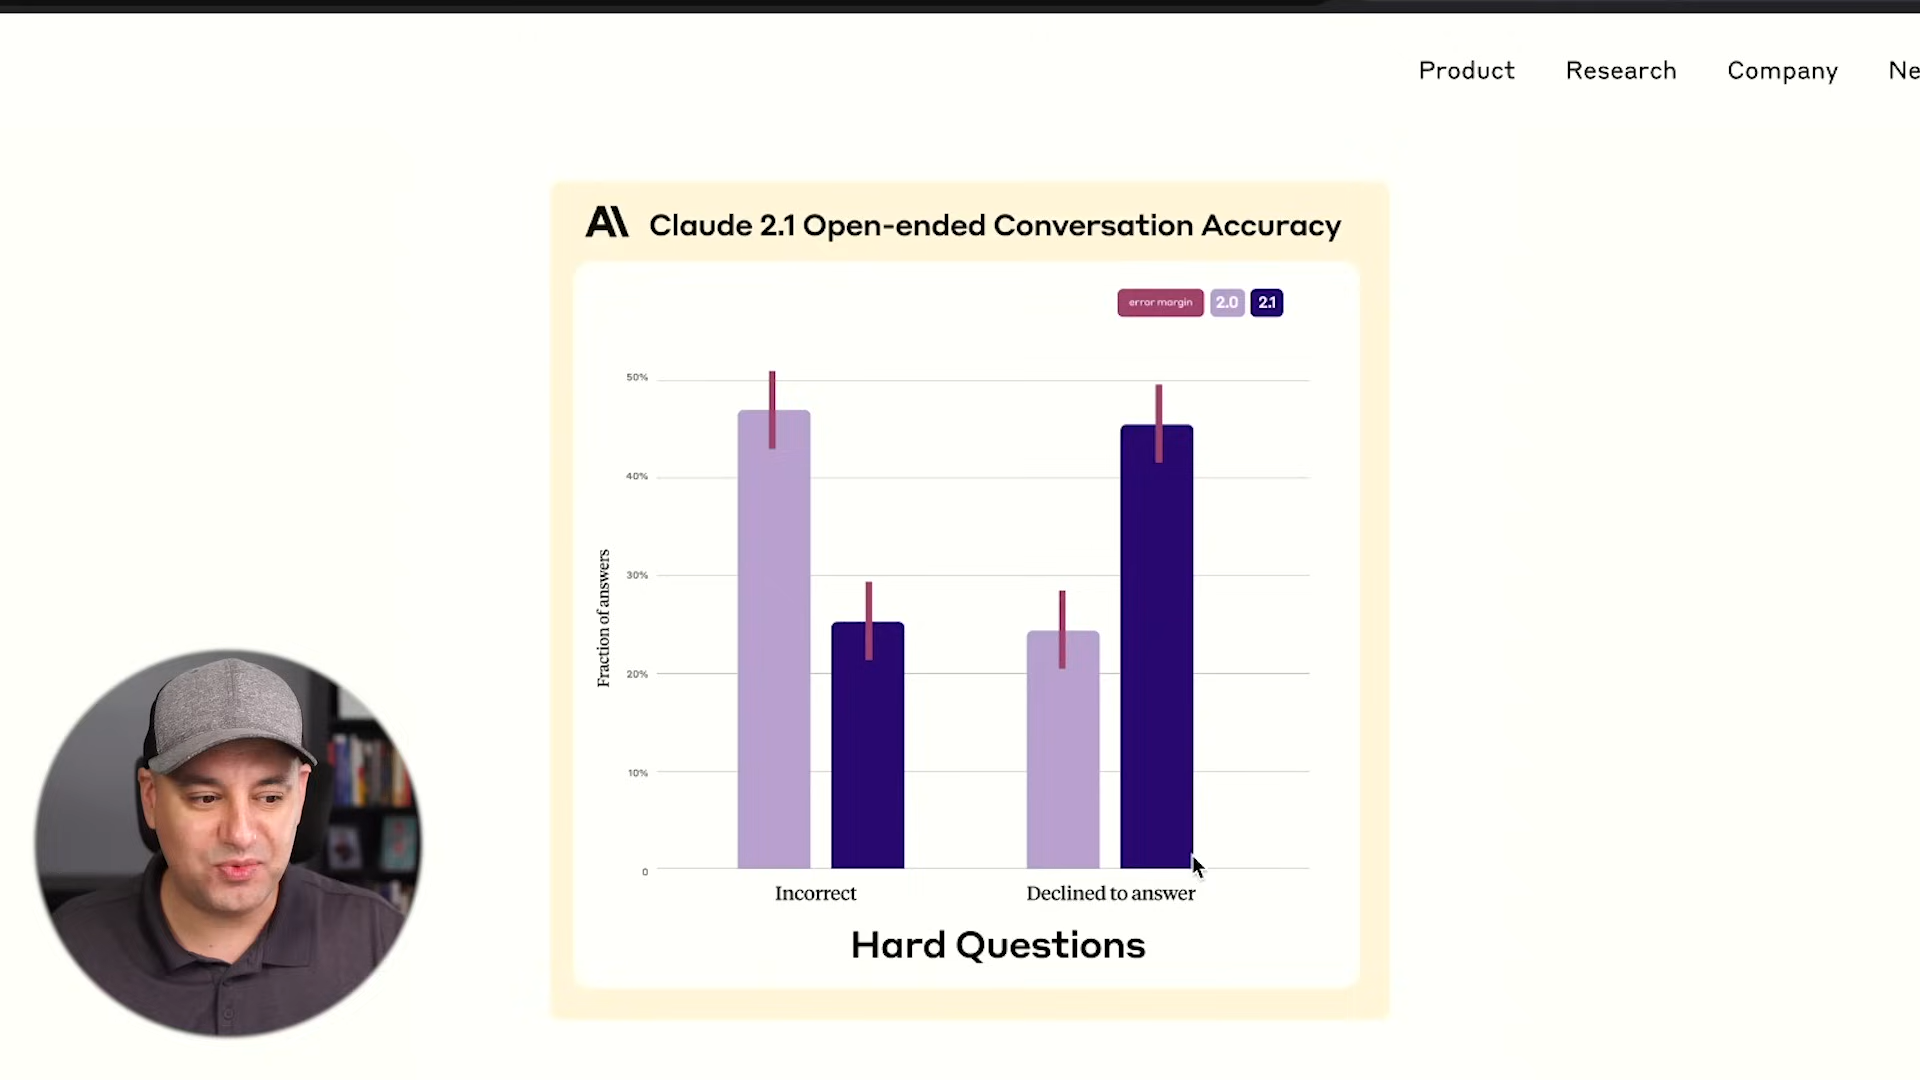 Product Research Company Ne
Claude 2.1 Open-ended Conversation Accuracy
error margin 2.0 2.1
50%
40%
30%
20%
10%
0
Fraction of answers
Incorrect Declined to answer
Hard Questions